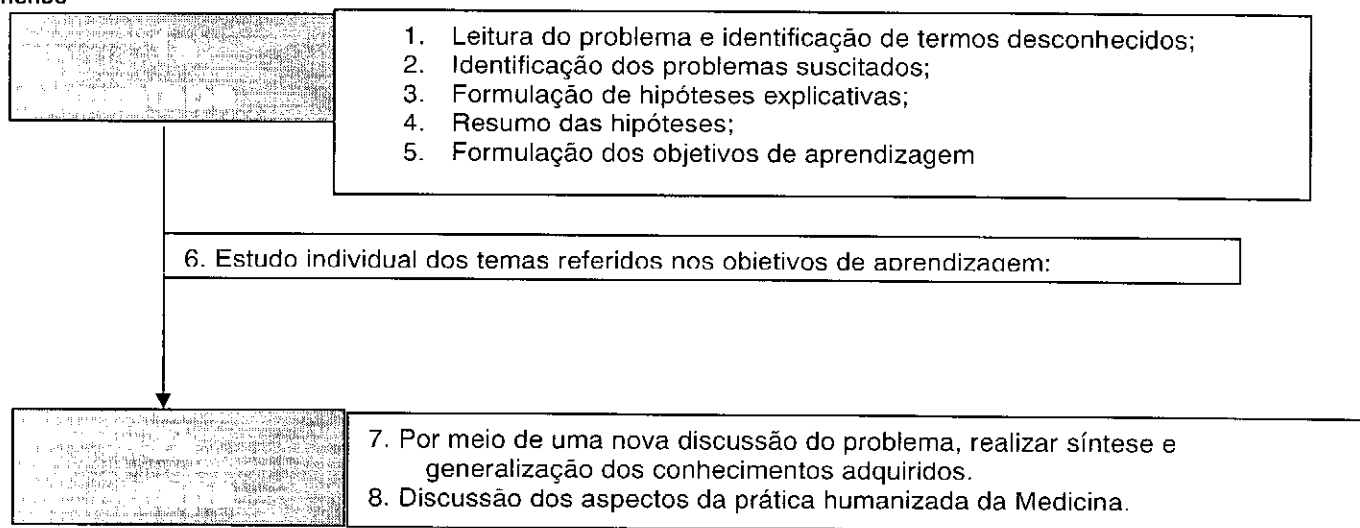 1. Leitura do problema e identificação de termos desconhecidos;
2. Identificação dos problemas suscitados;
3. Formulação de hipóteses explicativas;
4. Resumo das hipóteses;
5. Formulação dos objetivos de aprendizagem
6. Estudo individual dos temas referidos nos objetivos de aprendizagem:
7. Por meio de uma nova discussão do problema, realizar síntese e
generalização dos conhecimentos adquiridos.
8. Discussão dos aspectos da prática humanizada da Medicina.